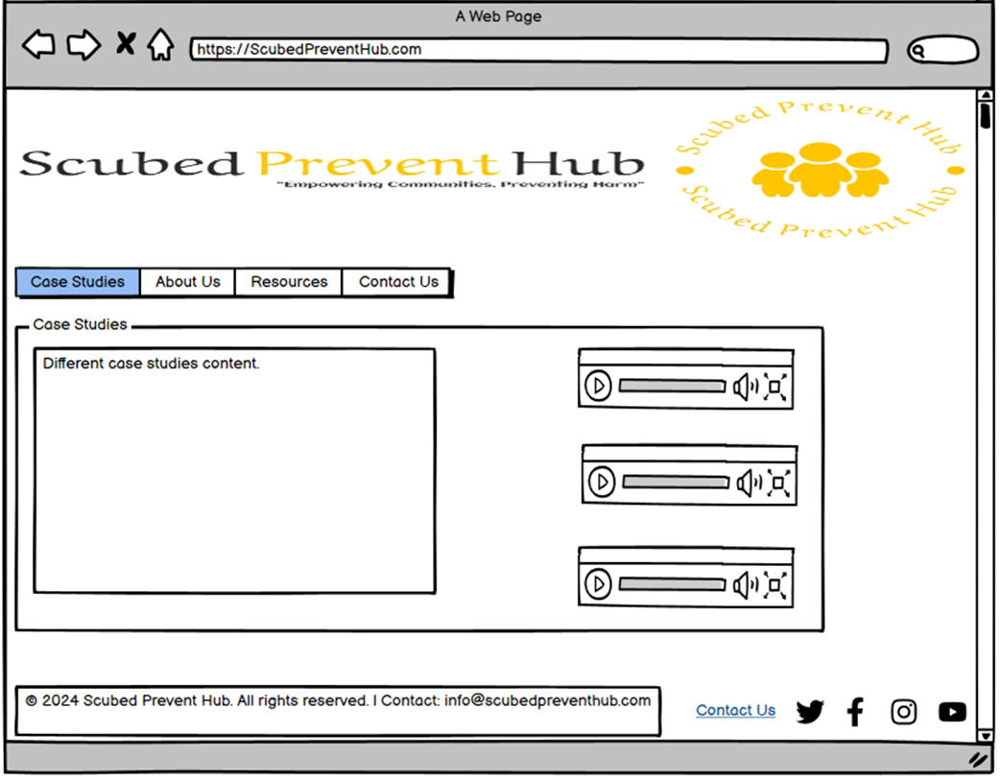 A Web Page
https://ScubedPreventHub.com
Scubed Prevent Hub
"Empowering Communities. Preventing Harm"
Scubed Prevent Hub
Scubed Prevent Hub
Case Studies About Us Resources Contact Us
Case Studies
Different case studies content.
© 2024 Scubed Prevent Hub. All rights reserved. | Contact: info@scubedpreventhub.com
Contact Us